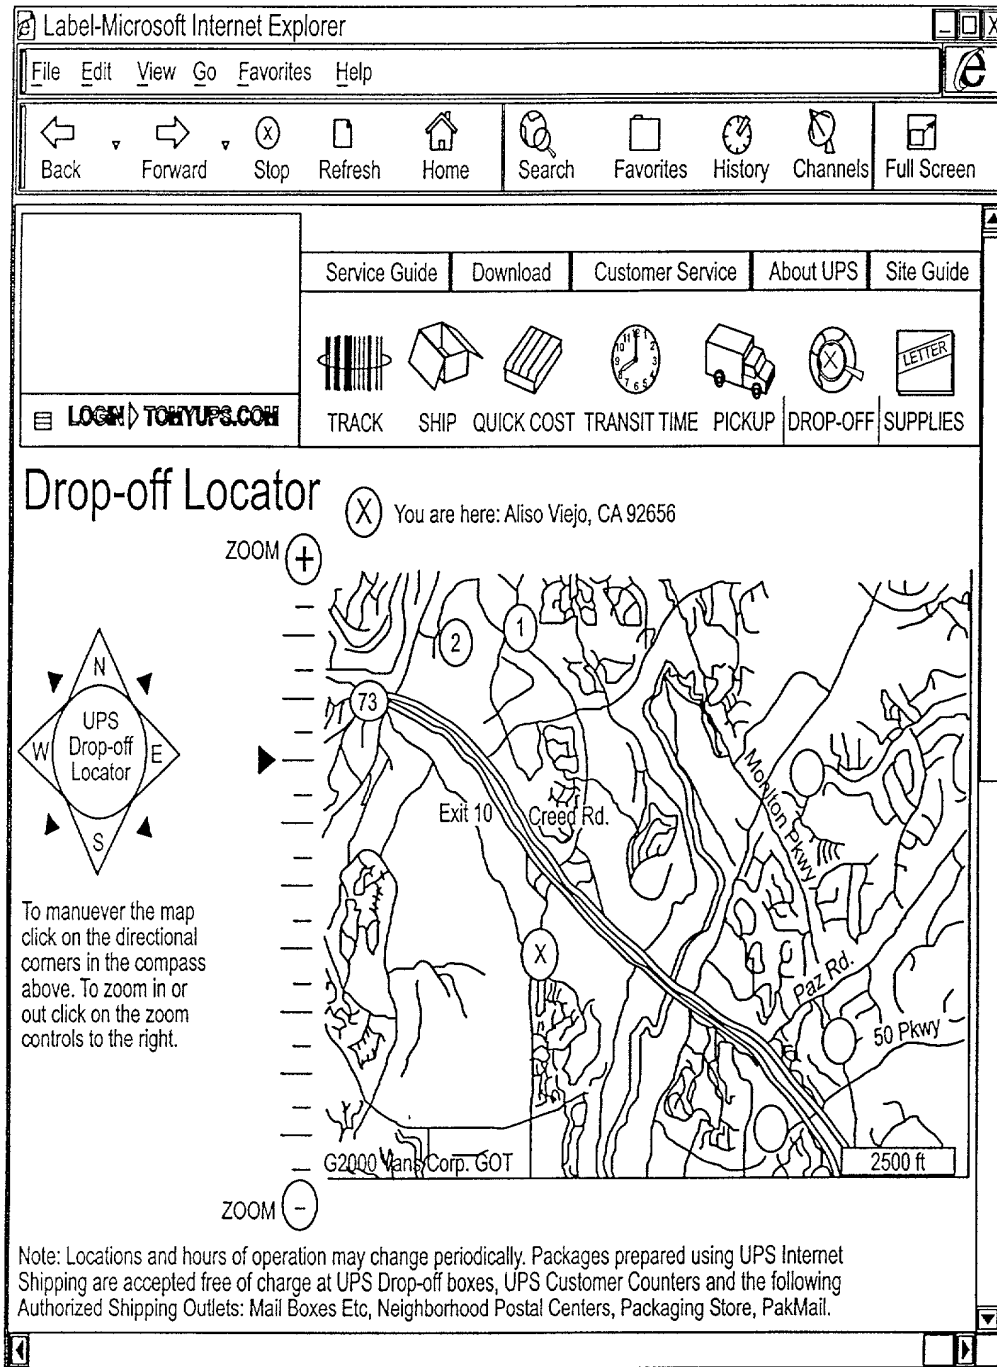 Label-Microsoft Internet Explorer
File Edit View Go Favorites Help
Back Forward Stop Refresh Home Search Favorites History Channels Full Screen
Service Guide Download Customer Service About UPS Site Guide
LETTER
LOGIN TOMYUPS.COM
TRACK SHIP QUICK COST TRANSIT TIME PICKUP DROP-OFF SUPPLIES
Drop-off Locator
X You are here: Aliso Viejo, CA 92656
ZOOM +
1
2
73
N
UPS
Drop-off
Locator
W E
S
Exit 10
Creed Rd.
Monlton Pkwy
X
Paz Rd.
50 Pkwy
To manuever the map
click on the directional
corners in the compass
above. To zoom in or
out click on the zoom
controls to the right.
G2000 Vans Corp. GOT
2500 ft
ZOOM -
Note: Locations and hours of operation may change periodically. Packages prepared using UPS Internet
Shipping are accepted free of charge at UPS Drop-off boxes, UPS Customer Counters and the following
Authorized Shipping Outlets: Mail Boxes Etc, Neighborhood Postal Centers, Packaging Store, PakMail.